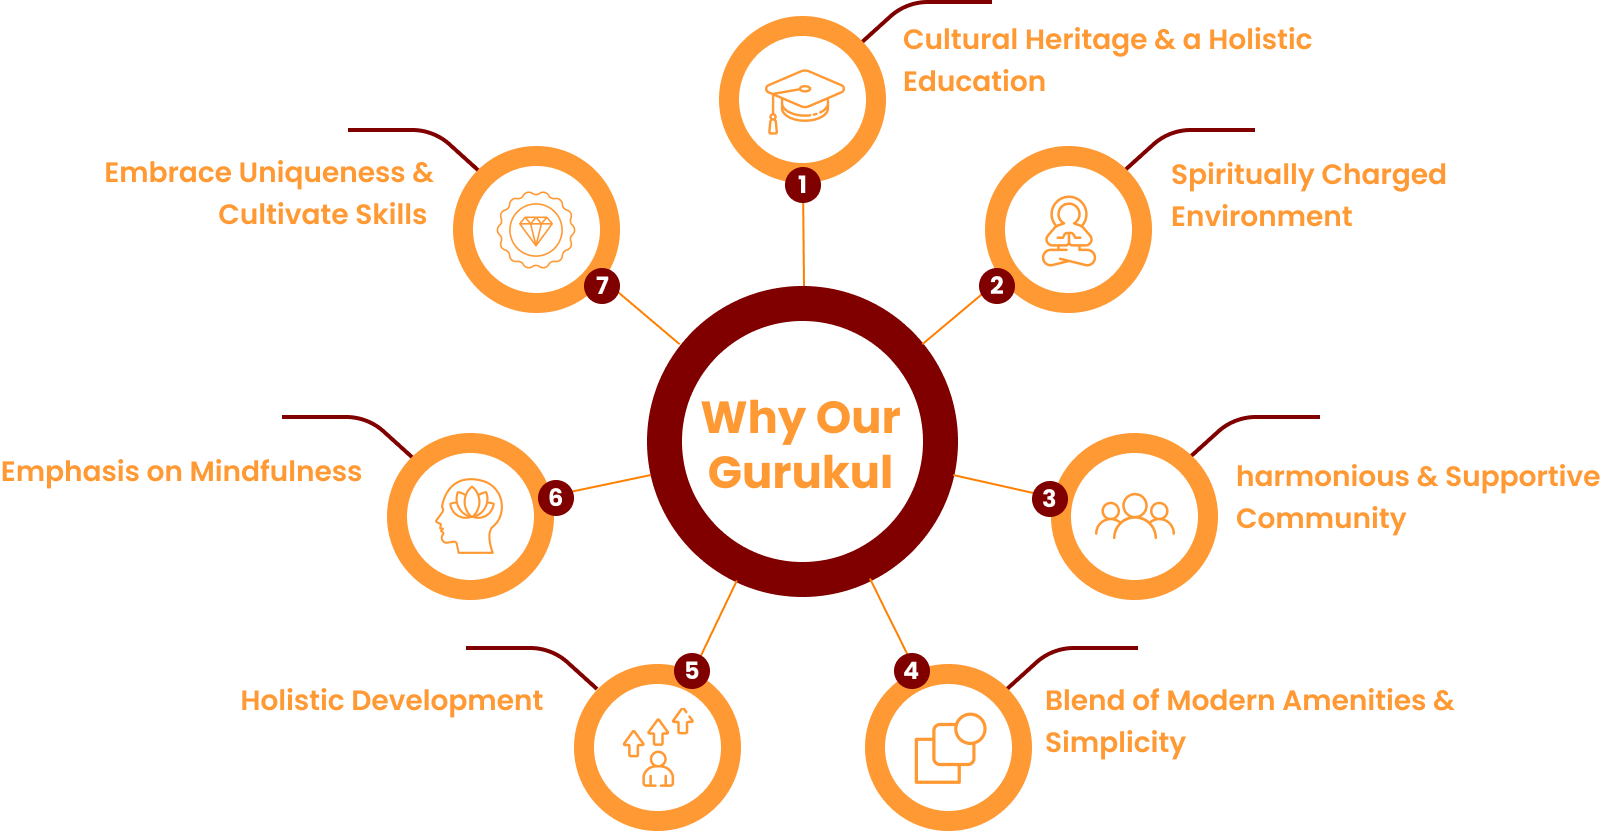 Cultural Heritage & a Holistic
Education
1
Spiritually Charged
Environment
2
harmonious & Supportive
Community
3
Blend of Modern Amenities &
Simplicity
4
Holistic Development
5
Emphasis on Mindfulness
6
Embrace Uniqueness &
Cultivate Skills
7
Why Our
Gurukul